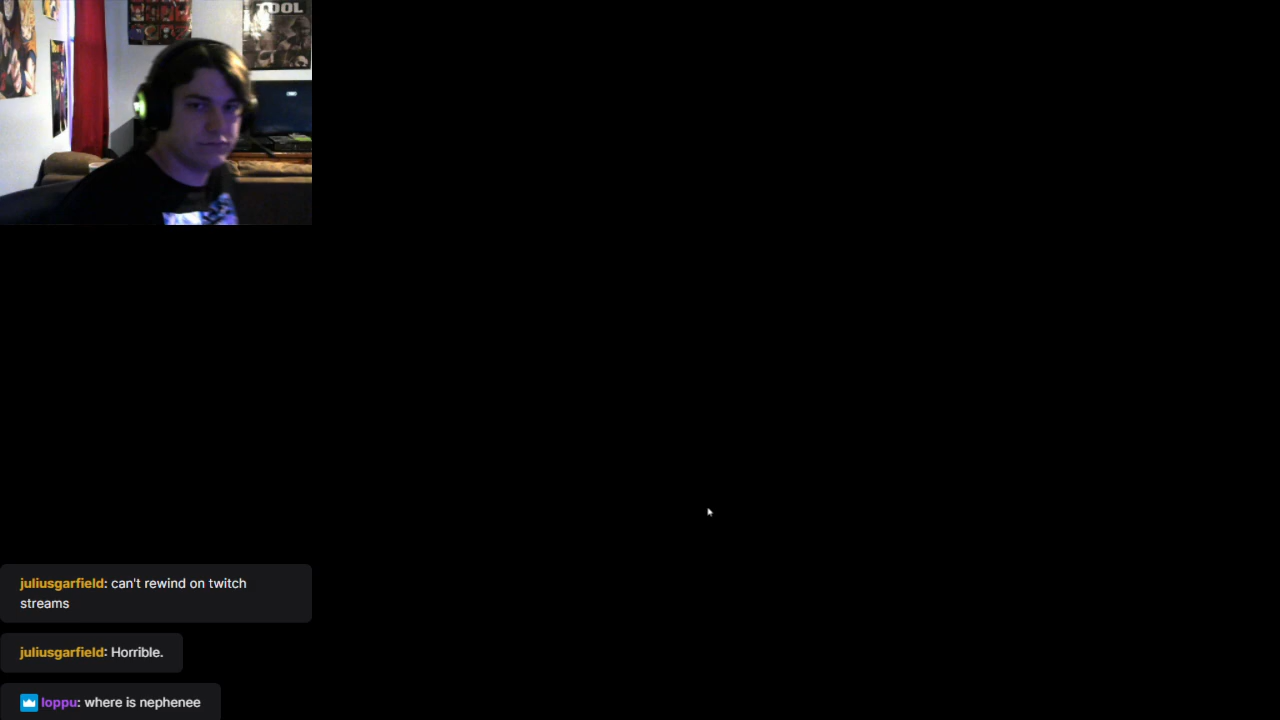 TOOL
juliusgarfield: can't rewind on twitch
streams
juliusgarfield: Horrible.
loppu: where is nephenee